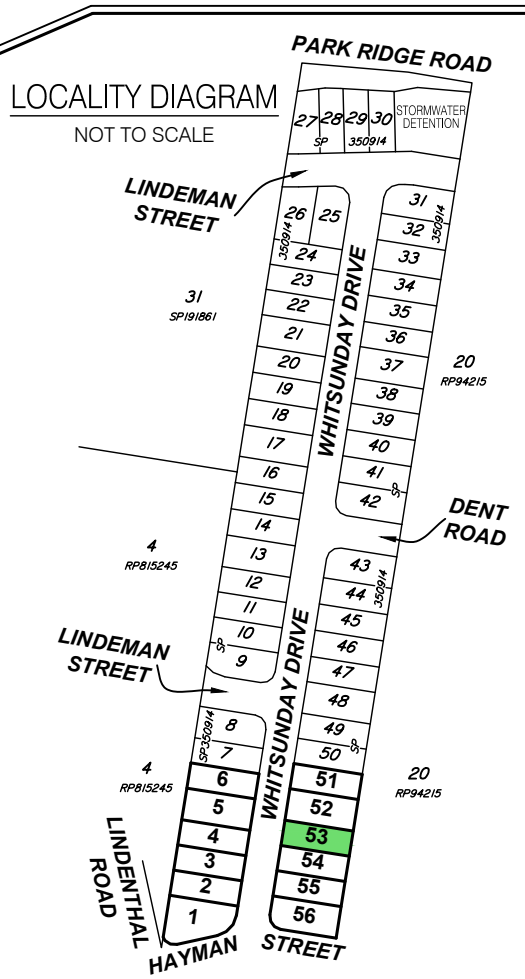 PARK RIDGE ROAD
LOCALITY DIAGRAM
NOT TO SCALE
27 28 29 30
SP 350914
STORMWATER
DETENTION
LINDEMAN
STREET
26 25
350914
24
23
22
21
20
19
18
17
16
15
14
13
12
11
10
SP
9
31
SP191861
WHITSUNDAY DRIVE
31
350914
32
33
34
35
36
37
38
39
40
41
SP
42
20
RP94215
DENT
ROAD
43
44
350914
45
46
47
48
49
SP
50
4
RP815245
LINDEMAN
STREET
WHITSUNDAY DRIVE
8
SP350914
7
6
5
4
3
2
1
4
RP815245
51
52
53
54
55
56
20
RP94215
LINDENTHAL
ROAD
HAYMAN STREET